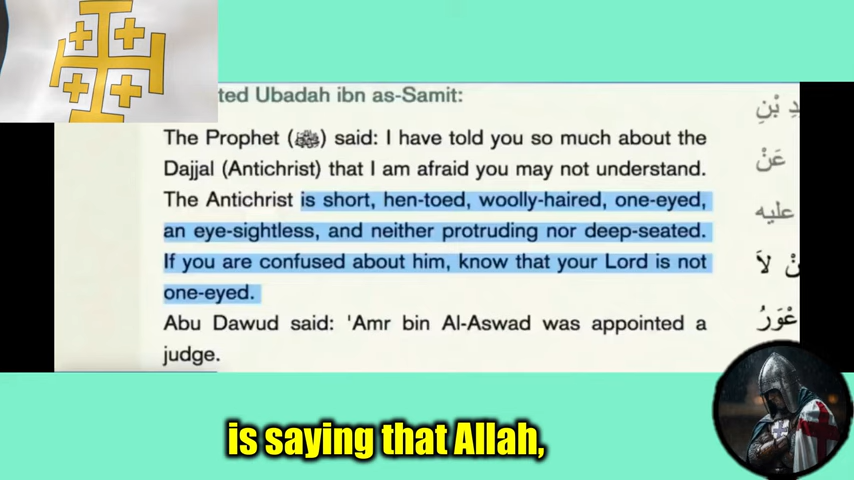 ted Ubadah ibn as-Samit:
The Prophet (ﷺ) said: I have told you so much about the
Dajjal (Antichrist) that I am afraid you may not understand.
The Antichrist is short, hen-toed, woolly-haired, one-eyed,
an eye-sightless, and neither protruding nor deep-seated.
If you are confused about him, know that your Lord is not
one-eyed.
Abu Dawud said: 'Amr bin Al-Aswad was appointed a
judge.
بْنِ
عَنْ
عليه
لاَ
is saying that Allah,